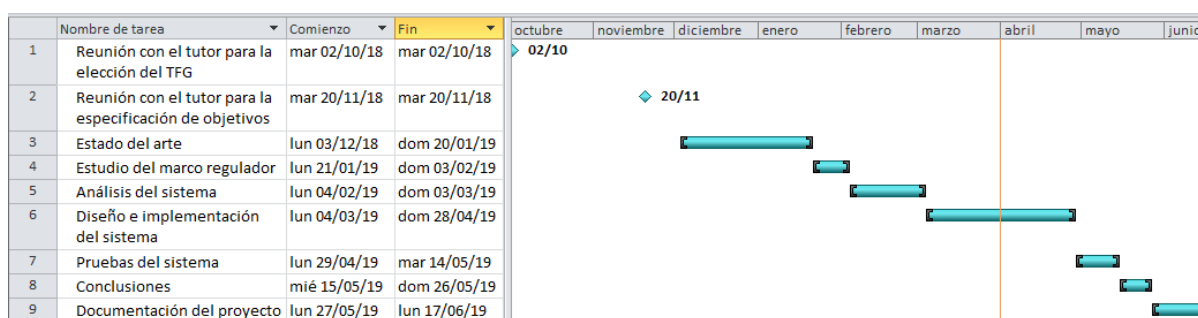 Nombre de tarea Comienzo Fin octubre noviembre diciembre enero febrero marzo abril mayo junio
1 Reunión con el tutor para la mar 02/10/18 mar 02/10/18 02/10
elección del TFG
2 Reunión con el tutor para la mar 20/11/18 mar 20/11/18 20/11
especificación de objetivos
3 Estado del arte lun 03/12/18 dom 20/01/19
4 Estudio del marco regulador lun 21/01/19 dom 03/02/19
5 Análisis del sistema lun 04/02/19 dom 03/03/19
6 Diseño e implementación lun 04/03/19 dom 28/04/19
del sistema
7 Pruebas del sistema lun 29/04/19 mar 14/05/19
8 Conclusiones mié 15/05/19 dom 26/05/19
9 Documentación del proyecto lun 27/05/19 lun 17/06/19